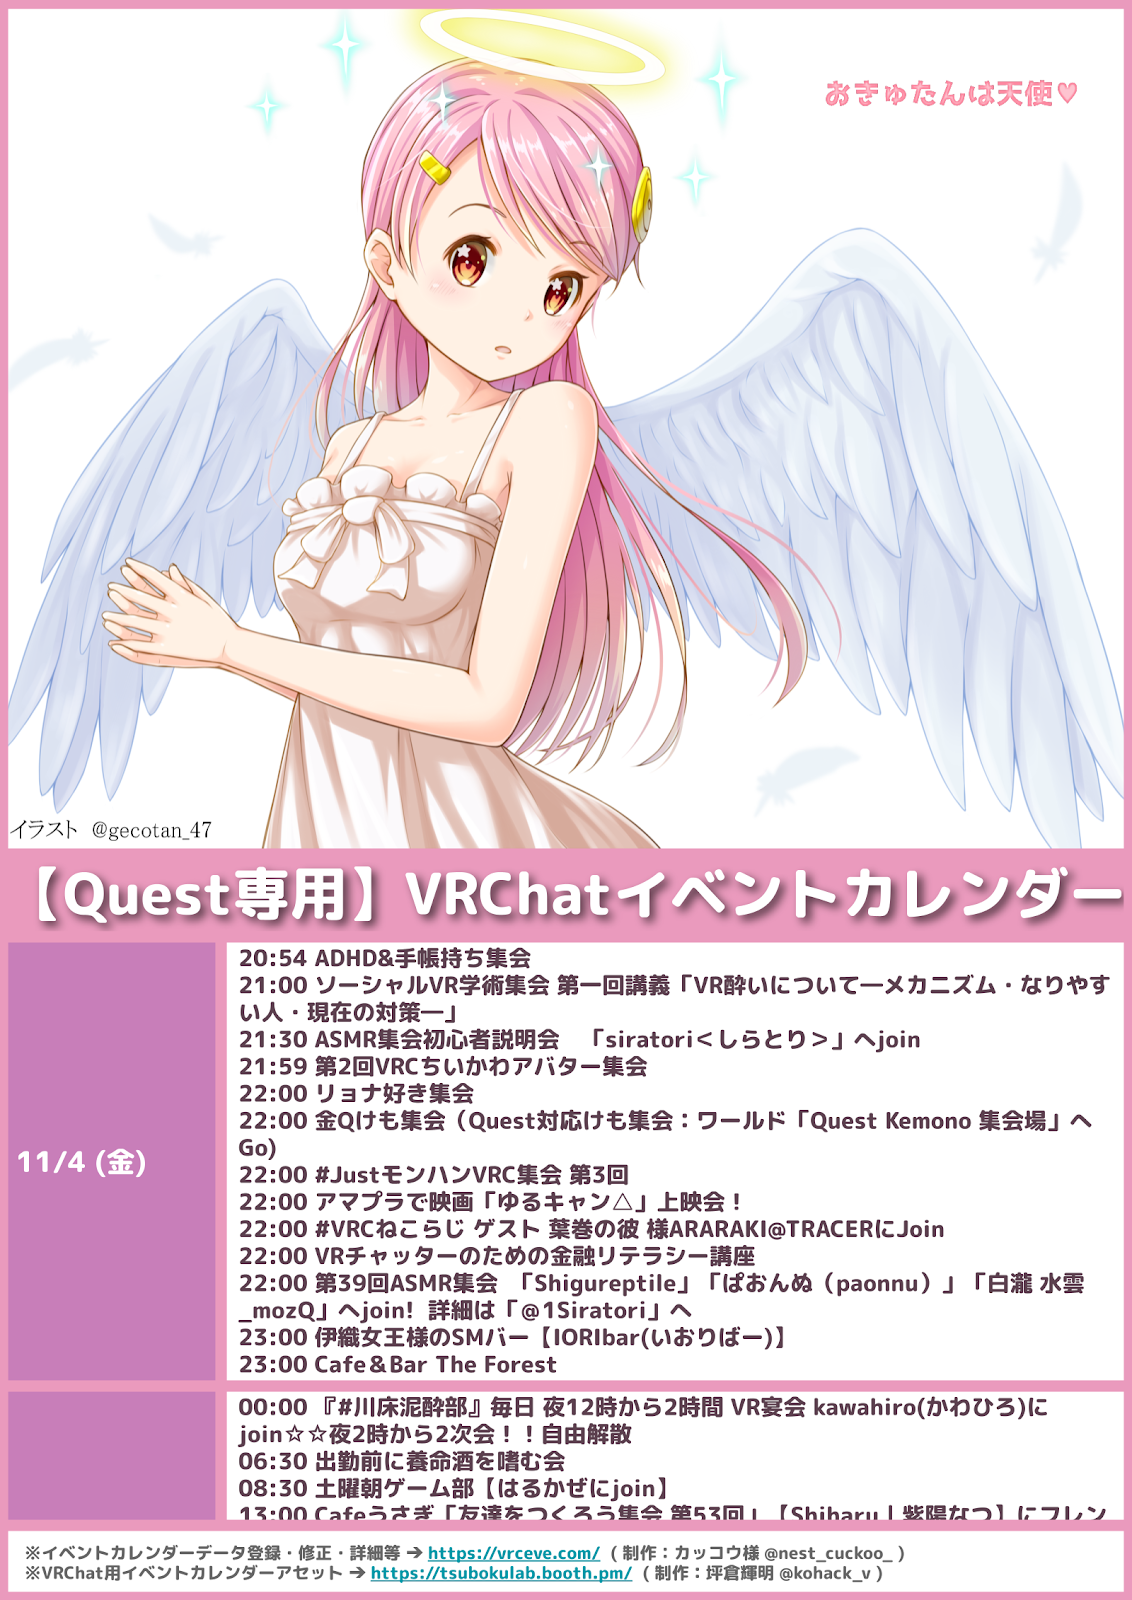 おきゅたんは天使♥
イラスト @gecotan_47
【Quest専用】VRChatイベントカレンダー
11/4 (金)
20:54 ADHD&手帳持ち集会
21:00 ソーシャルVR学術集会 第一回講義「VR酔いについて―メカニズム・なりやす
い人・現在の対策―」
21:30 ASMR集会初心者説明会　「siratori＜しらとり＞」へjoin
21:59 第2回VRCちいかわアバター集会
22:00 リョナ好き集会
22:00 金Qけも集会（Quest対応けも集会：ワールド「Quest Kemono 集会場」へ
Go)
22:00 #JustモンハンVRC集会 第3回
22:00 アマプラで映画「ゆるキャン△」上映会！
22:00 #VRCねこらじ ゲスト 葉巻の彼 様ARARAKI@TRACERにJoin
22:00 VRチャッターのための金融リテラシー講座
22:00 第39回ASMR集会　「Shigureptile」「ぱおんぬ（paonnu）」「白瀧 水雲
_mozQ」へjoin!  詳細は「@1Siratori」へ
23:00 伊織女王様のSMバー【IORIbar(いおりばー)】
23:00 Cafe＆Bar The Forest
00:00 『#川床泥酔部』毎日 夜12時から2時間 VR宴会 kawahiro(かわひろ)に
join☆☆夜2時から2次会！！自由解散
06:30 出勤前に養命酒を嗜む会
08:30 土曜朝ゲーム部【はるかぜにjoin】
13:00 Cafeうさぎ「友達をつくろう集会 第53回」【Shiharu｜紫陽なつ】にフレン
※イベントカレンダーデータ登録・修正・詳細等 ➔ https://vrceve.com/ ( 制作：カッコウ様 @nest_cuckoo_ )
※VRChat用イベントカレンダーアセット ➔ https://tsubokulab.booth.pm/ ( 制作：坪倉輝明 @kohack_v )